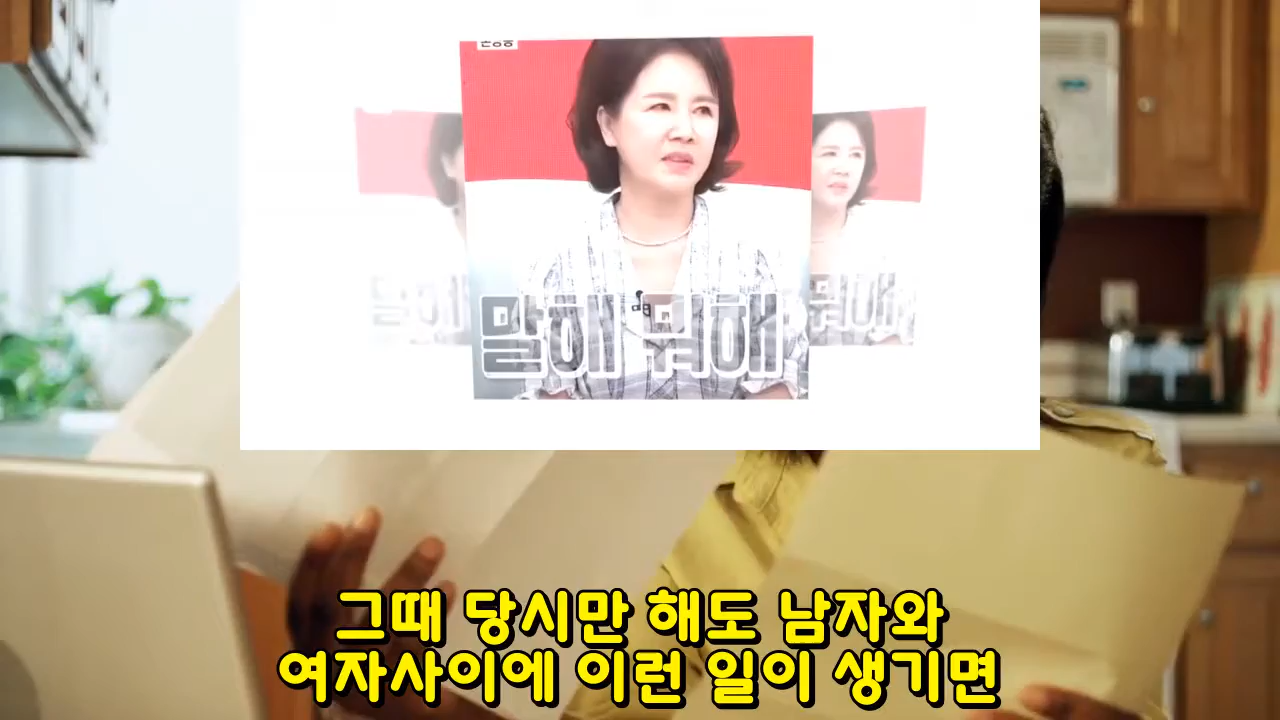 말해 뭐해
그때 당시만 해도 남자와
여자사이에 이런 일이 생기면